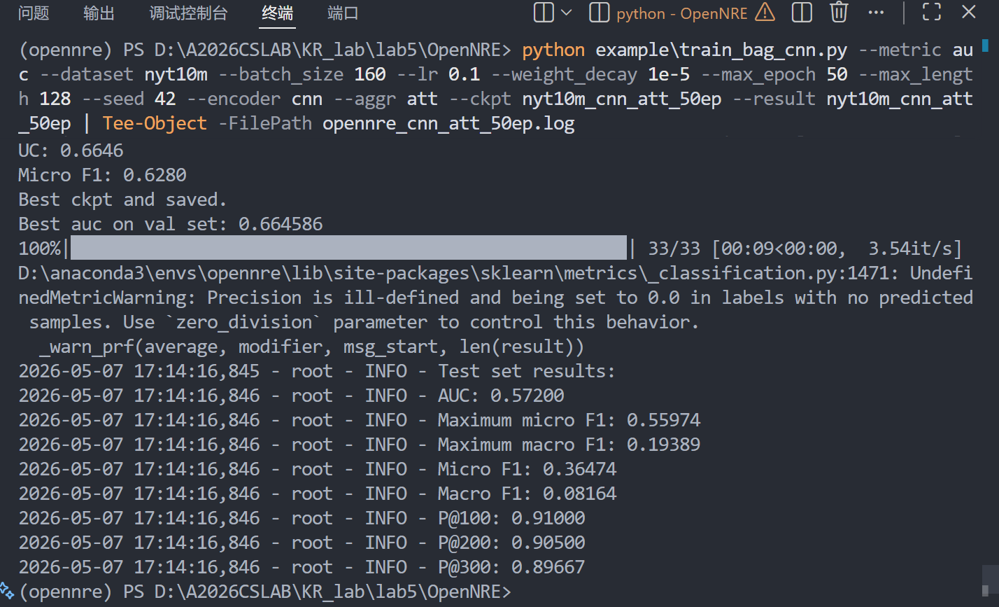 问题 输出 调试控制台 终端 端口 python - OpenNRE
(opennre) PS D:\A2026CSLAB\KR_lab\lab5\OpenNRE> python example\train_bag_cnn.py --metric au
c --dataset nyt10m --batch_size 160 --lr 0.1 --weight_decay 1e-5 --max_epoch 50 --max_lengt
h 128 --seed 42 --encoder cnn --aggr att --ckpt nyt10m_cnn_att_50ep --result nyt10m_cnn_att
_50ep | Tee-Object -FilePath opennre_cnn_att_50ep.log
UC: 0.6646
Micro F1: 0.6280
Best ckpt and saved.
Best auc on val set: 0.664586
100%| | 33/33 [00:09<00:00,  3.54it/s]
D:\anaconda3\envs\opennre\lib\site-packages\sklearn\metrics\_classification.py:1471: Undefi
nedMetricWarning: Precision is ill-defined and being set to 0.0 in labels with no predicted
 samples. Use `zero_division` parameter to control this behavior.
  _warn_prf(average, modifier, msg_start, len(result))
2026-05-07 17:14:16,845 - root - INFO - Test set results:
2026-05-07 17:14:16,846 - root - INFO - AUC: 0.57200
2026-05-07 17:14:16,846 - root - INFO - Maximum micro F1: 0.55974
2026-05-07 17:14:16,846 - root - INFO - Maximum macro F1: 0.19389
2026-05-07 17:14:16,846 - root - INFO - Micro F1: 0.36474
2026-05-07 17:14:16,846 - root - INFO - Macro F1: 0.08164
2026-05-07 17:14:16,846 - root - INFO - P@100: 0.91000
2026-05-07 17:14:16,846 - root - INFO - P@200: 0.90500
2026-05-07 17:14:16,846 - root - INFO - P@300: 0.89667
(opennre) PS D:\A2026CSLAB\KR_lab\lab5\OpenNRE>